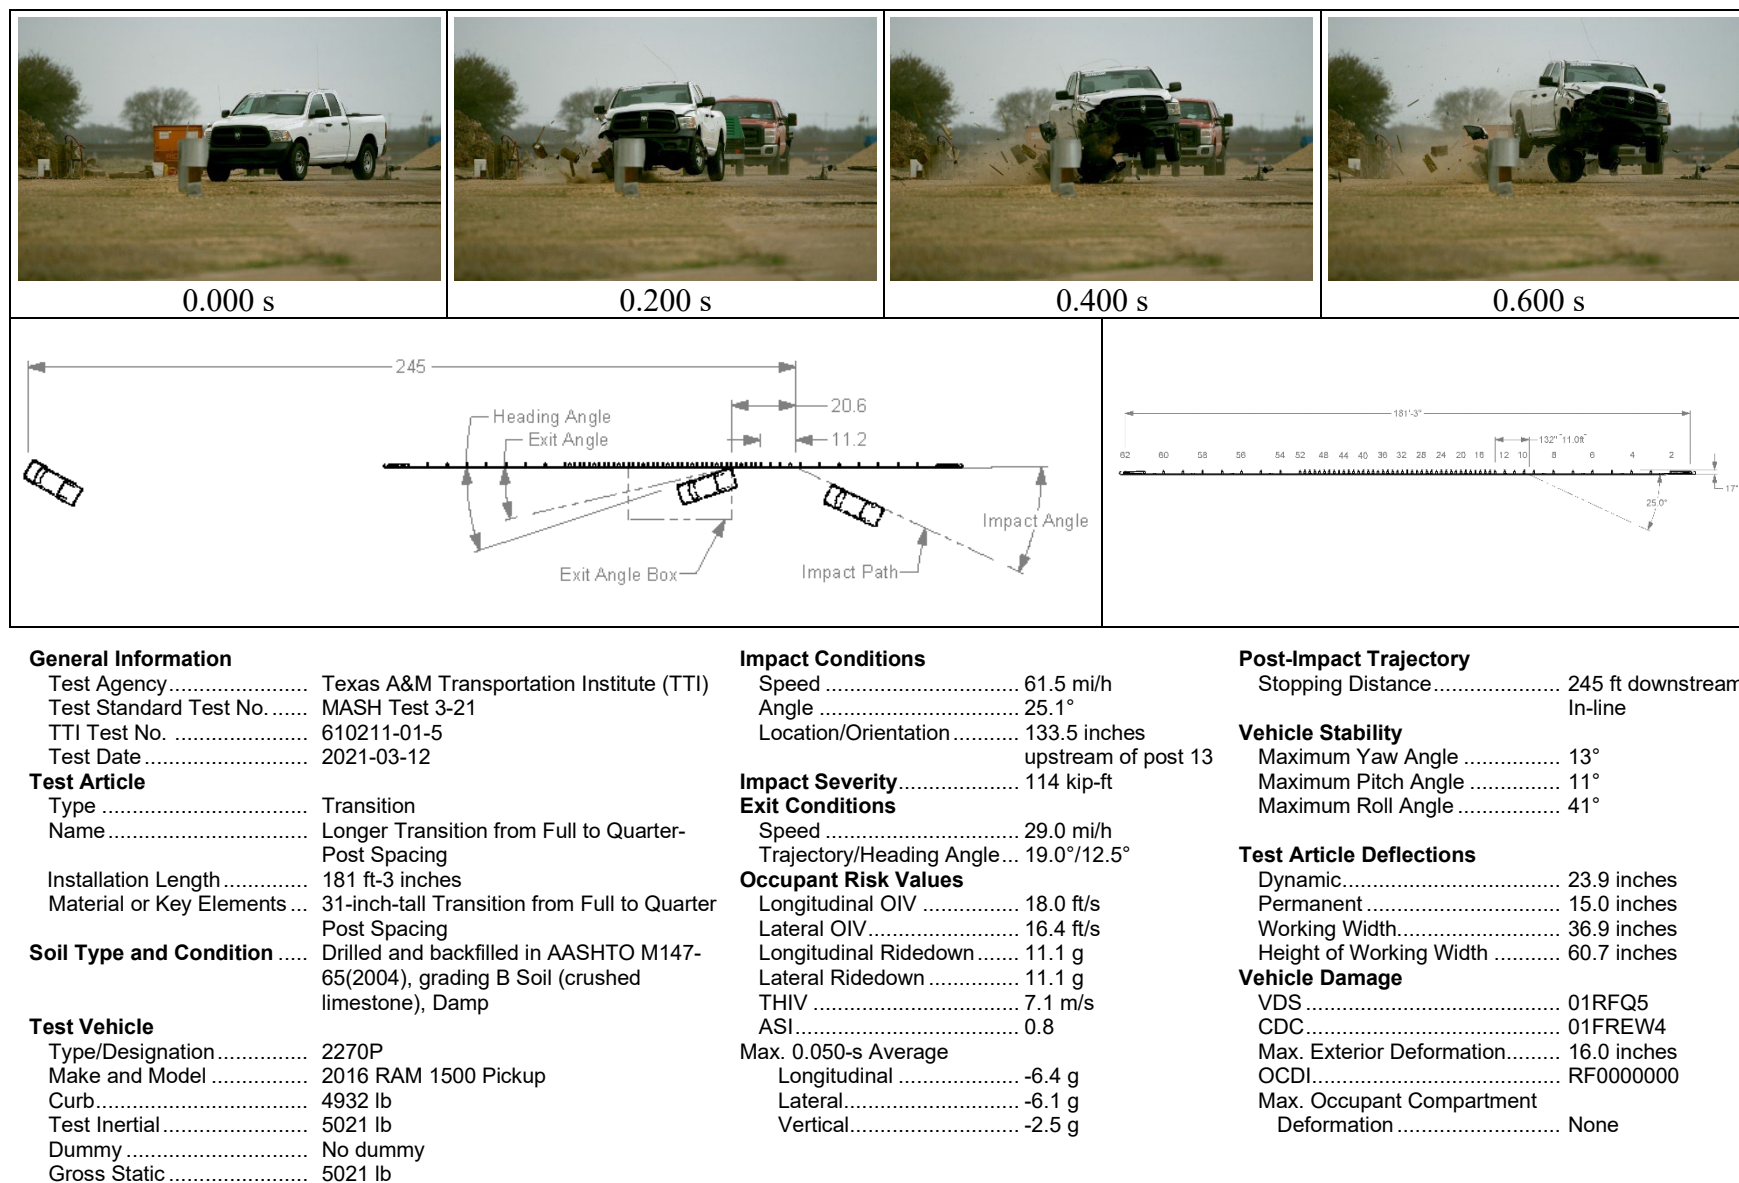 0.000 s
0.200 s
0.400 s
0.600 s
245
20.6
11.2
Heading Angle
Exit Angle
Impact Angle
Exit Angle Box
Impact Path
181'-3"
132" 11.0ft
62 60 58 56 54 52 50 48 46 44 42 40 38 36 34 32 30 28 26 24 22 20 18 16 14 12 10 8 6 4 2
17"
25.0°
General Information
Test Agency...................... Texas A&M Transportation Institute (TTI)
Test Standard Test No. ...... MASH Test 3-21
TTI Test No. ..................... 610211-01-5
Test Date .......................... 2021-03-12
Test Article
Type ................................. Transition
Name ................................ Longer Transition from Full to Quarter-
Post Spacing
Installation Length ............. 181 ft-3 inches
Material or Key Elements ... 31-inch-tall Transition from Full to Quarter
Post Spacing
Soil Type and Condition ..... Drilled and backfilled in AASHTO M147-
65(2004), grading B Soil (crushed
limestone), Damp
Test Vehicle
Type/Designation ............... 2270P
Make and Model ................ 2016 RAM 1500 Pickup
Curb .................................. 4932 lb
Test Inertial ....................... 5021 lb
Dummy ............................. No dummy
Gross Static ...................... 5021 lb
Impact Conditions
Speed ................................ 61.5 mi/h
Angle ................................. 25.1°
Location/Orientation ........... 133.5 inches
upstream of post 13
Impact Severity .................... 114 kip-ft
Exit Conditions
Speed ................................ 29.0 mi/h
Trajectory/Heading Angle ... 19.0°/12.5°
Occupant Risk Values
Longitudinal OIV ................ 18.0 ft/s
Lateral OIV ......................... 16.4 ft/s
Longitudinal Ridedown ....... 11.1 g
Lateral Ridedown ............... 11.1 g
THIV .................................. 7.1 m/s
ASI ..................................... 0.8
Max. 0.050-s Average
Longitudinal ..................... -6.4 g
Lateral ............................. -6.1 g
Vertical ............................ -2.5 g
Post-Impact Trajectory
Stopping Distance ..................... 245 ft downstream
In-line
Vehicle Stability
Maximum Yaw Angle ................ 13°
Maximum Pitch Angle ............... 11°
Maximum Roll Angle ................. 41°
Test Article Deflections
Dynamic .................................... 23.9 inches
Permanent ................................ 15.0 inches
Working Width ........................... 36.9 inches
Height of Working Width ........... 60.7 inches
Vehicle Damage
VDS .......................................... 01RFQ5
CDC .......................................... 01FREW4
Max. Exterior Deformation ......... 16.0 inches
OCDI ......................................... RF0000000
Max. Occupant Compartment
Deformation ........................... None